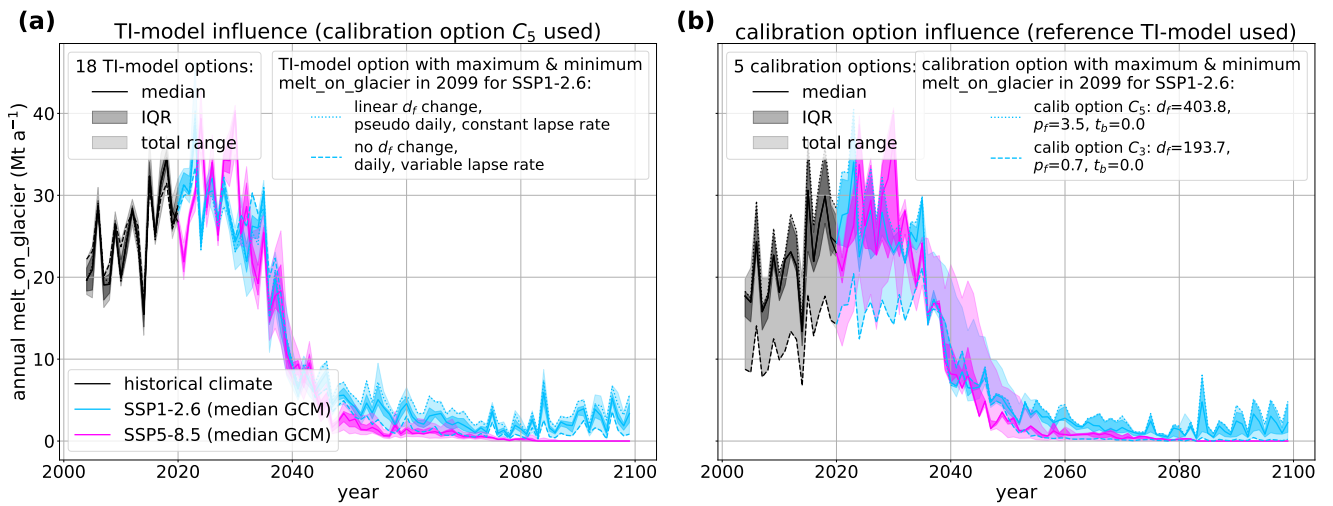 (a)
TI-model influence (calibration option C5 used)
18 TI-model options:
median
IQR
total range
TI-model option with maximum & minimum
melt_on_glacier in 2099 for SSP1-2.6:
linear df change,
pseudo daily, constant lapse rate
no df change,
daily, variable lapse rate
annual melt_on_glacier (Mt a⁻¹)
40
30
20
10
0
historical climate
SSP1-2.6 (median GCM)
SSP5-8.5 (median GCM)
2000 2020 2040 2060 2080 2100
year
(b)
calibration option influence (reference TI-model used)
5 calibration options:
median
IQR
total range
calibration option with maximum & minimum
melt_on_glacier in 2099 for SSP1-2.6:
calib option C5: df=403.8,
pf=3.5, tb=0.0
calib option C3: df=193.7,
pf=0.7, tb=0.0
2000 2020 2040 2060 2080 2100
year